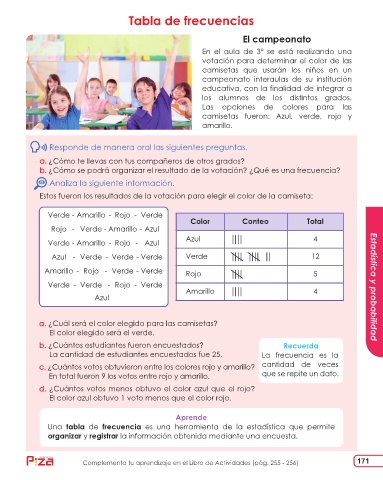 Tabla de frecuencias
El campeonato
En el aula de 3° se está realizando una
votación para determinar el color de las
camisetas que usarán los niños en un
campeonato interaulas de su institución
educativa, con la finalidad de integrar a
los alumnos de los distintos grados.
Las opciones de colores para las
camisetas fueron: Azul, verde, rojo y
amarillo.
Responde de manera oral las siguientes preguntas.
a. ¿Cómo te llevas con tus compañeros de otros grados?
b. ¿Cómo se podrá organizar el resultado de la votación? ¿Qué es una frecuencia?
Analiza la siguiente información.
Estos fueron los resultados de la votación para elegir el color de la camiseta:
Verde - Amarillo - Rojo - Verde
Rojo - Verde - Amarillo - Azul
Verde - Amarillo - Rojo - Azul
Azul - Verde - Verde - Verde
Amarillo - Rojo - Verde - Verde
Verde - Verde - Rojo - Verde
Azul
Color Conteo Total
Azul 4
Verde 12
Rojo 5
Amarillo 4
a. ¿Cuál será el color elegido para las camisetas?
El color elegido será el verde.
b. ¿Cuántos estudiantes fueron encuestados?
La cantidad de estudiantes encuestados fue 25.
c. ¿Cuántos votos obtuvieron entre los colores rojo y amarillo?
En total fueron 9 los votos entre rojo y amarillo.
d. ¿Cuántos votos menos obtuvo el color azul que el rojo?
El color azul obtuvo 1 voto menos que el color rojo.
Recuerda
La frecuencia es la
cantidad de veces
que se repite un dato.
Aprende
Una tabla de frecuencia es una herramienta de la estadística que permite
organizar y registrar la información obtenida mediante una encuesta.
Estadística y probabilidad
Pizza
Complementa tu aprendizaje en el Libro de Actividades (pág. 255 - 256)
171